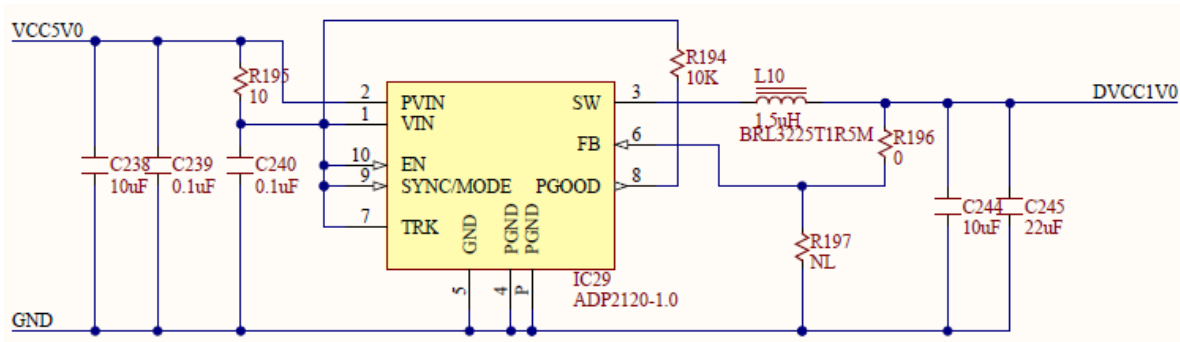 VCC5V0
R194
10K
L10
R195
10
DVCC1V0
2
PVIN
SW
3
1
VIN
1.5uH
BRL3225T1R5M
R196
0
FB
6
10
EN
C238
10uF
C239
0.1uF
C240
0.1uF
9
SYNC/MODE
PGOOD
8
7
TRK
GND
PGND
PGND
C244
10uF
C245
22uF
R197
NL
5
4
P
IC29
ADP2120-1.0
GND